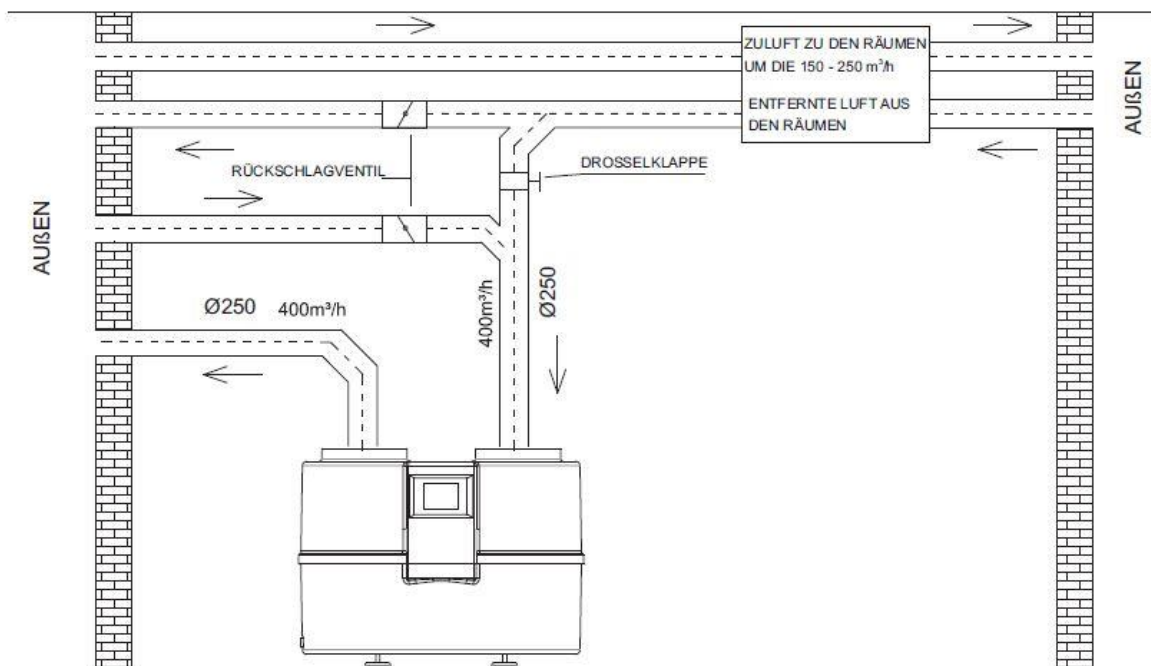 ZULUFT ZU DEN RÄUMEN
UM DIE 150 - 250 m³/h
ENTFERNTE LUFT AUS
DEN RÄUMEN
AUßEN
AUßEN
RÜCKSCHLAGVENTIL
DROSSELKLAPPE
Ø250 400m³/h
400m³/h
Ø250